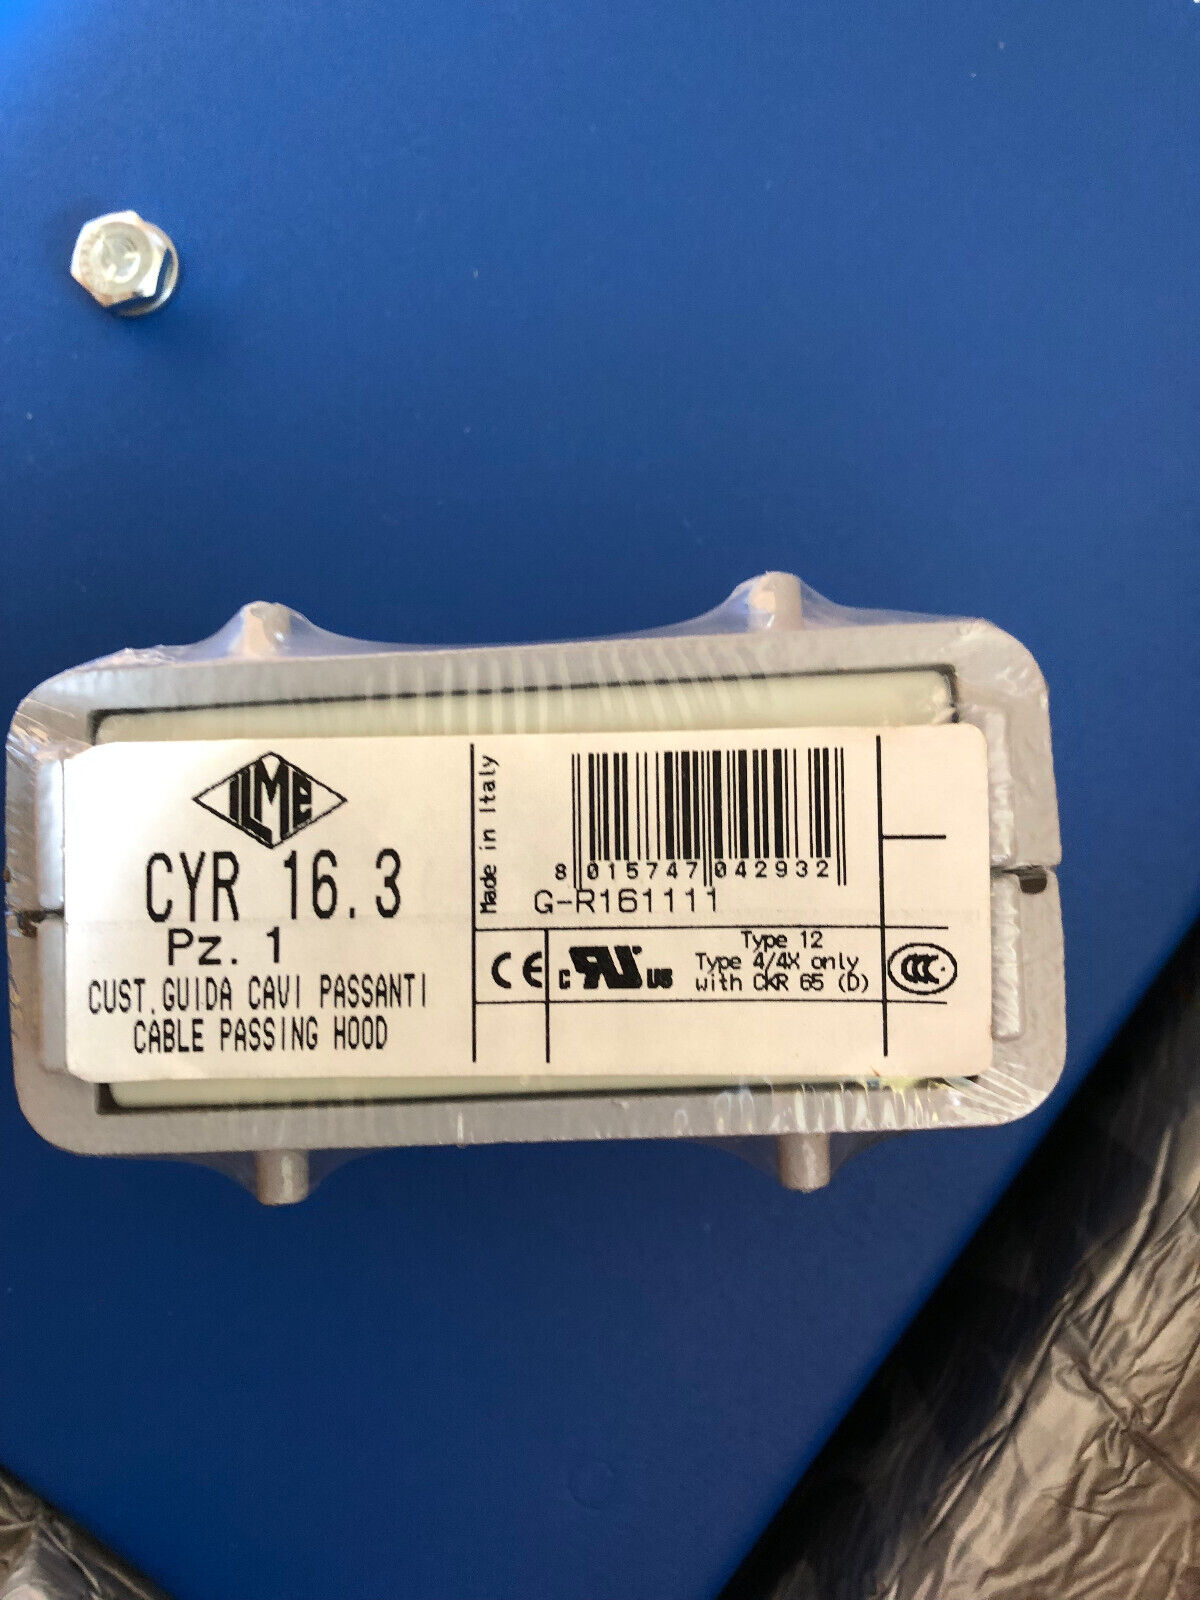 ILME
CYR 16.3
Pz. 1
CUST.GUIDA CAVI PASSANTI
CABLE PASSING HOOD
Made in Italy
8 015747 042932
G-R161111
CE
c UR us
Type 12
Type 4/4X only
with CKR 65 (D)
CCC